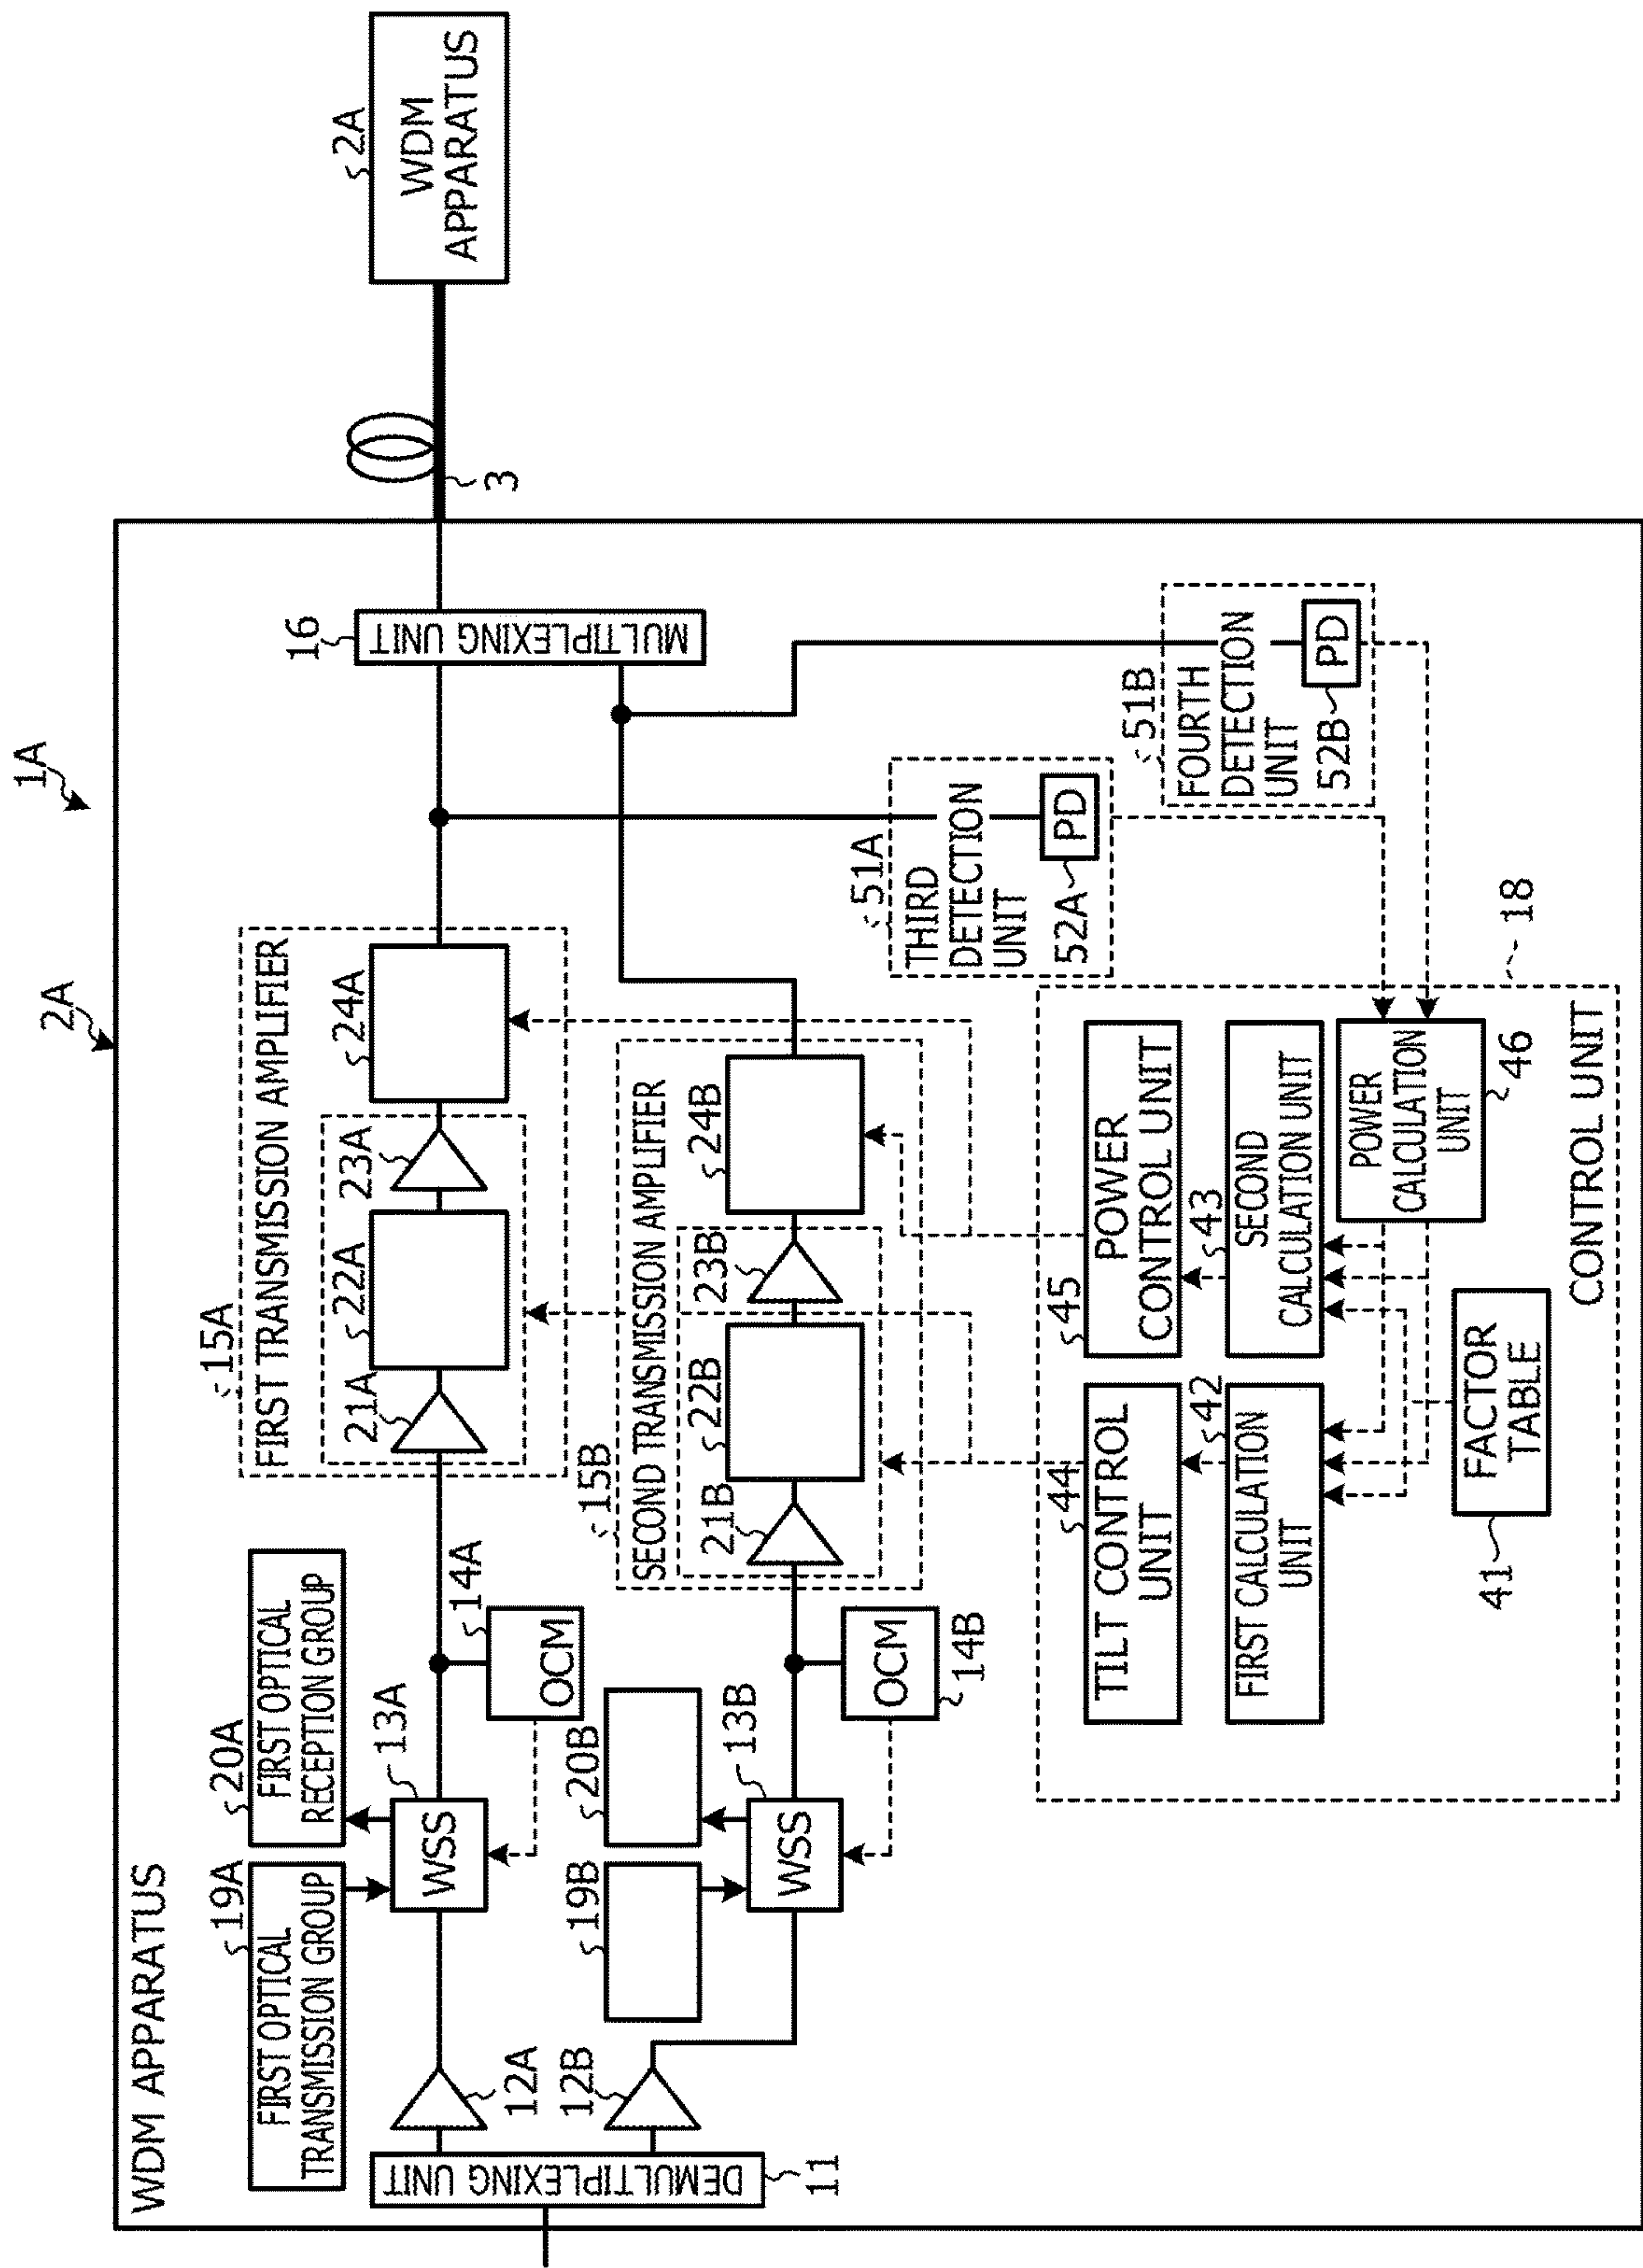 1A
2A
WDM APPARATUS
19A
FIRST OPTICAL
TRANSMISSION GROUP
20A
FIRST OPTICAL
RECEPTION GROUP
15A
FIRST TRANSMISSION AMPLIFIER
21A
22A
23A
24A
16
MULTIPLEXING UNIT
3
2A
WDM
APPARATUS
12A
WSS
13A
14A
OCM
DEMULTIPLEXING UNIT
11
12B
19B
20B
WSS
13B
OCM
14B
15B
SECOND TRANSMISSION AMPLIFIER
21B
22B
23B
24B
51A
THIRD
DETECTION
UNIT
52A
PD
51B
FOURTH
DETECTION
UNIT
52B
PD
18
44
TILT CONTROL
UNIT
45
POWER
CONTROL UNIT
42
FIRST CALCULATION
UNIT
43
SECOND
CALCULATION UNIT
POWER
CALCULATION
UNIT
46
41
FACTOR
TABLE
CONTROL UNIT